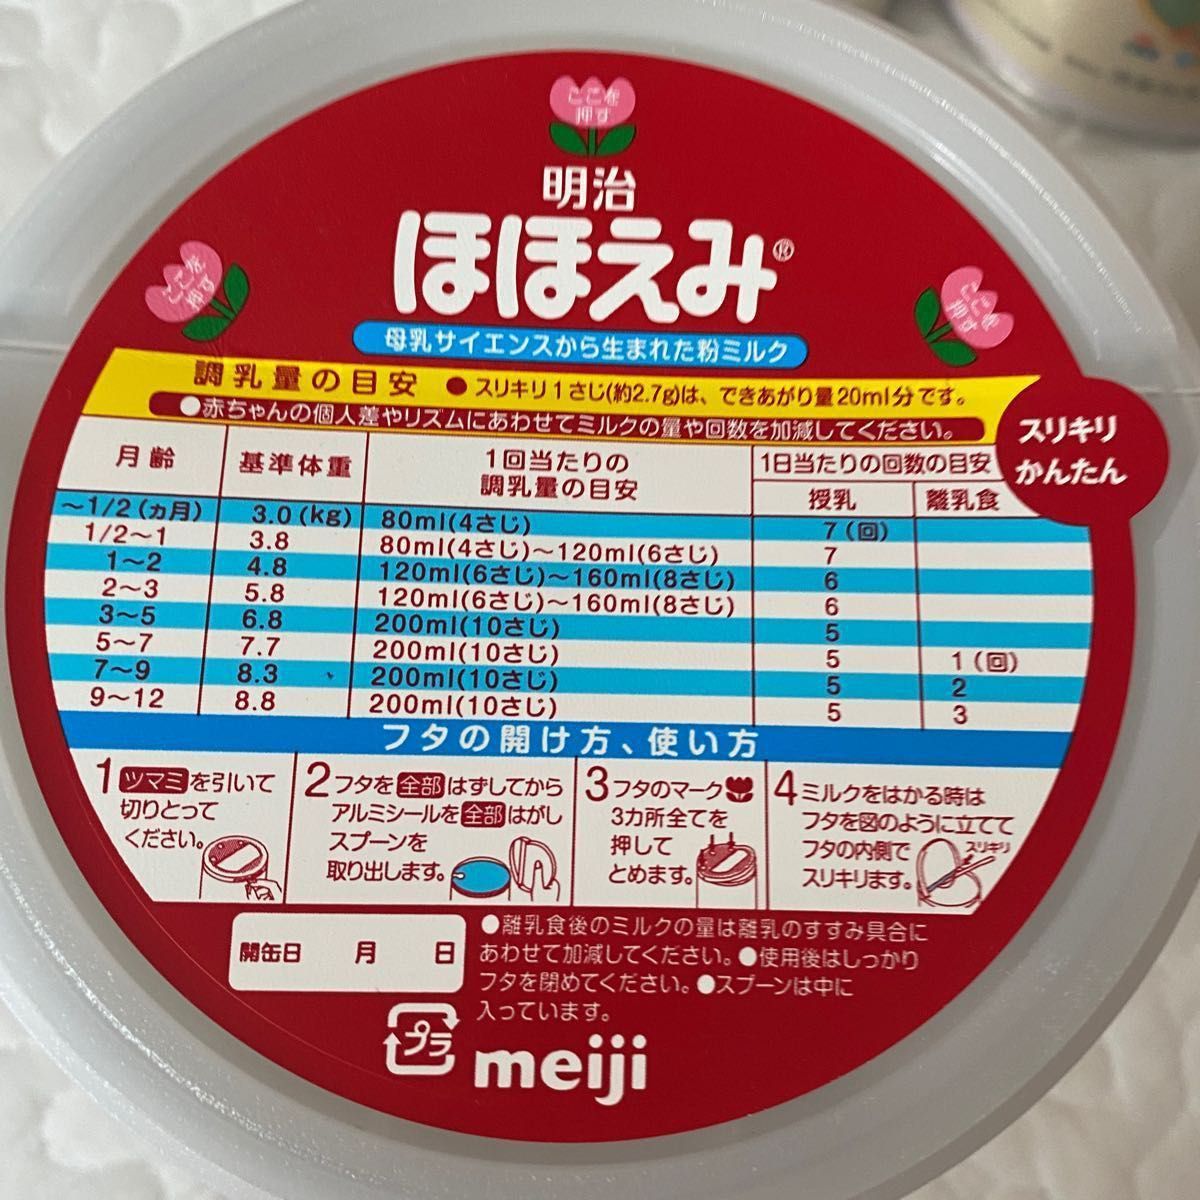 ここを
押す
明治
ほほえみ®
ここを
押す
ここを
押す
母乳サイエンスから生まれた粉ミルク
調乳量の目安 ●スリキリ1さじ(約2.7g)は、できあがり量20ml分です。
●赤ちゃんの個人差やリズムにあわせてミルクの量や回数を加減してください。
スリキリ
かんたん
月齢 基準体重 1回当たりの調乳量の目安 1日当たりの回数の目安
授乳 離乳食
～1/2(カ月) 3.0(kg) 80ml(4さじ) 7(回)
1/2～1 3.8 80ml(4さじ)～120ml(6さじ) 7
1～2 4.8 120ml(6さじ)～160ml(8さじ) 6
2～3 5.8 120ml(6さじ)～160ml(8さじ) 6
3～5 6.8 200ml(10さじ) 5
5～7 7.7 200ml(10さじ) 5 1(回)
7～9 8.3 200ml(10さじ) 5 2
9～12 8.8 200ml(10さじ) 5 3
フタの開け方、使い方
1 ツマミを引いて
切りとって
ください。
2 フタを全部はずしてから
アルミシールを全部はがし
スプーンを
取り出します。
3 フタのマーク
3カ所全てを
押して
とめます。
4 ミルクをはかる時は
フタを図のように立てて
フタの内側で
スリキリます。
スリキリ
開缶日 月 日
●離乳食後のミルクの量は離乳のすすみ具合に
あわせて加減してください。●使用後はしっかり
フタを閉めてください。●スプーンは中に
入っています。
プラ
meiji